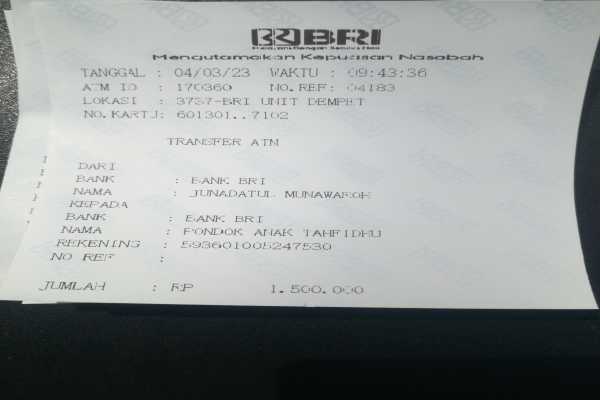 BRI
Mengutamakan Kepuasan Nasabah
TANGGAL : 04/03/23 WAKTU : 09:43:36
ATM ID : 170360 NO.REF: 04183
LOKASI : 3737-BRI UNIT DEMPET
NO.KARTU: 601301..7102
TRANSFER ATM
DARI
BANK : BANK BRI
NAMA : JUNADATUL MUNAWAROH
KEPADA
BANK : BANK BRI
NAMA : PONDOK ANAK TAHFIDHU
REKENING : 593601005247530
NO REF :
JUMLAH : RP 1.500.000